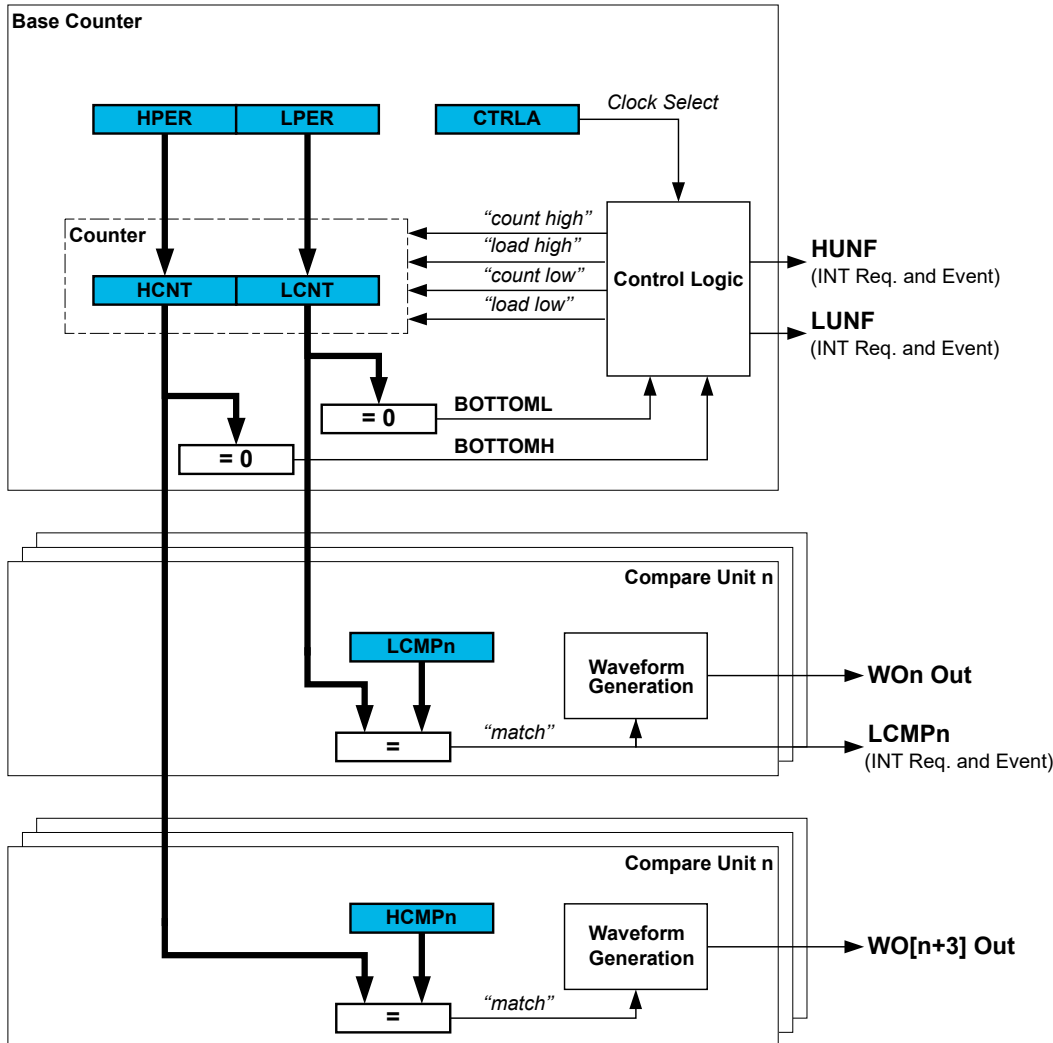 Base Counter
HPER
LPER
CTRLA
Clock Select
Counter
“count high”
“load high”
“count low”
“load low”
HCNT
LCNT
Control Logic
HUNF
(INT Req. and Event)
LUNF
(INT Req. and Event)
= 0
BOTTOML
= 0
BOTTOMH
Compare Unit n
LCMPn
Waveform
Generation
WOn Out
=
“match”
LCMPn
(INT Req. and Event)
Compare Unit n
HCMPn
Waveform
Generation
WO[n+3] Out
=
“match”